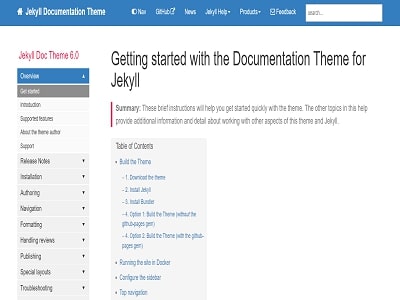 Jekyll Documentation Theme
Nav
GitHub
News
Jekyll Help
Products
Feedback
search...
Jekyll Doc Theme 6.0
Overview
Get started
Introduction
Supported features
About the theme author
Support
Release Notes
Installation
Authoring
Navigation
Formatting
Handling reviews
Publishing
Special layouts
Troubleshooting
Getting started with the Documentation Theme for
Jekyll
Summary: These brief instructions will help you get started quickly with the theme. The other topics in this help
provide additional information and detail about working with other aspects of this theme and Jekyll.
Table of Contents
Build the Theme
1. Download the theme
2. Install Jekyll
3. Install Bundler
4. Option 1: Build the Theme (without the
github-pages gem)
4. Option 2: Build the Theme (with the github-
pages gem)
Running the site in Docker
Configure the sidebar
Top navigation